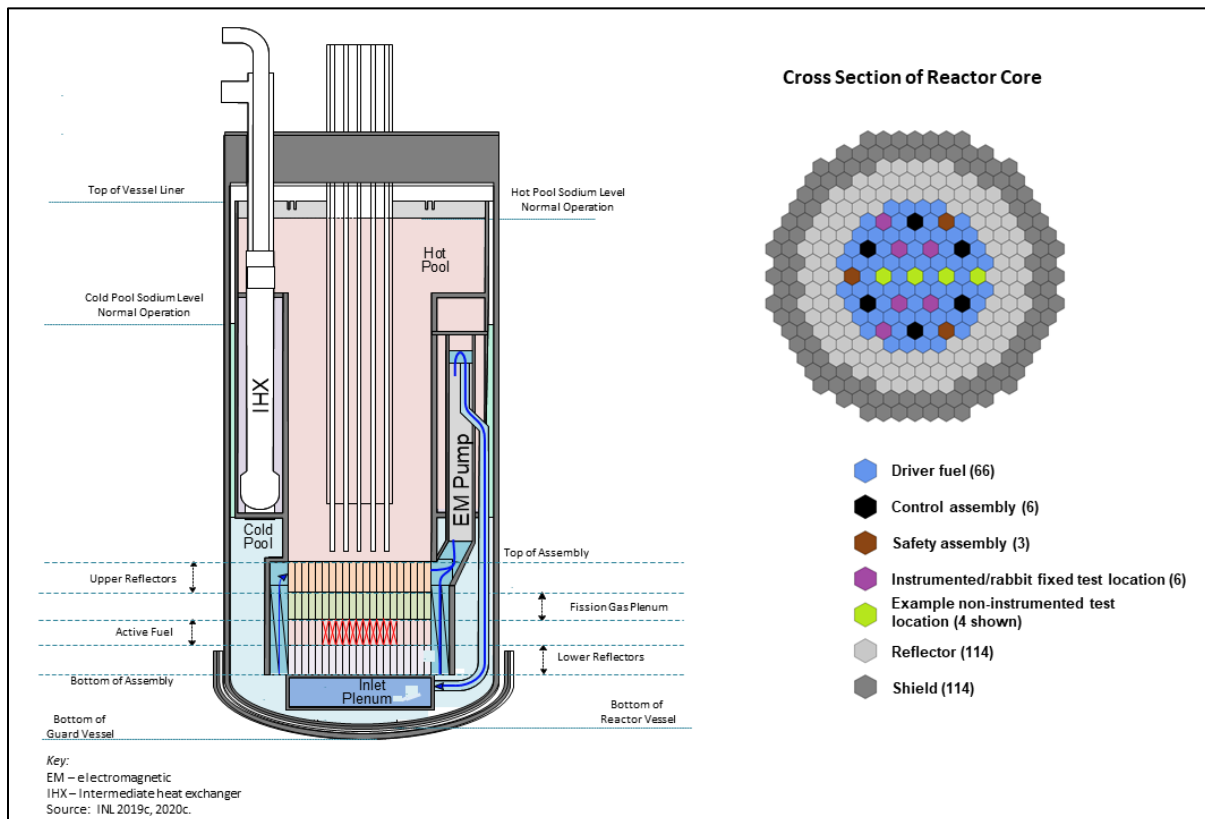 Cross Section of Reactor Core
Top of Vessel Liner
Hot Pool Sodium Level
Normal Operation
Hot
Pool
Cold Pool Sodium Level
Normal Operation
IHX
EM Pump
Cold
Pool
Top of Assembly
Upper Reflectors
Fission Gas Plenum
Active Fuel
Lower Reflectors
Bottom of Assembly
Inlet
Plenum
Bottom of
Guard Vessel
Bottom of
Reactor Vessel
Driver fuel (66)
Control assembly (6)
Safety assembly (3)
Instrumented/rabbit fixed test location (6)
Example non-instrumented test
location (4 shown)
Reflector (114)
Shield (114)
Key:
EM – electromagnetic
IHX – Intermediate heat exchanger
Source: INL 2019c, 2020c.